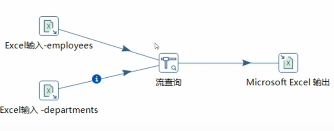 Excel输入-employees
流查询
Microsoft Excel 输出
Excel输入 -departments